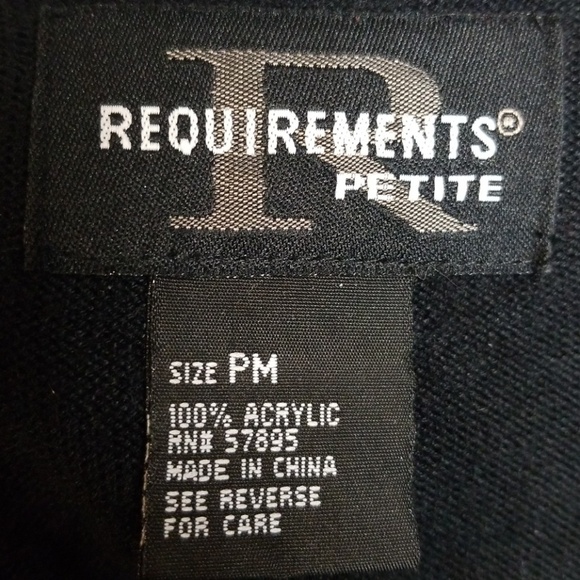 R
REQUIREMENTS®
PETITE
SIZE PM
100% ACRYLIC
RN# 57895
MADE IN CHINA
SEE REVERSE
FOR CARE